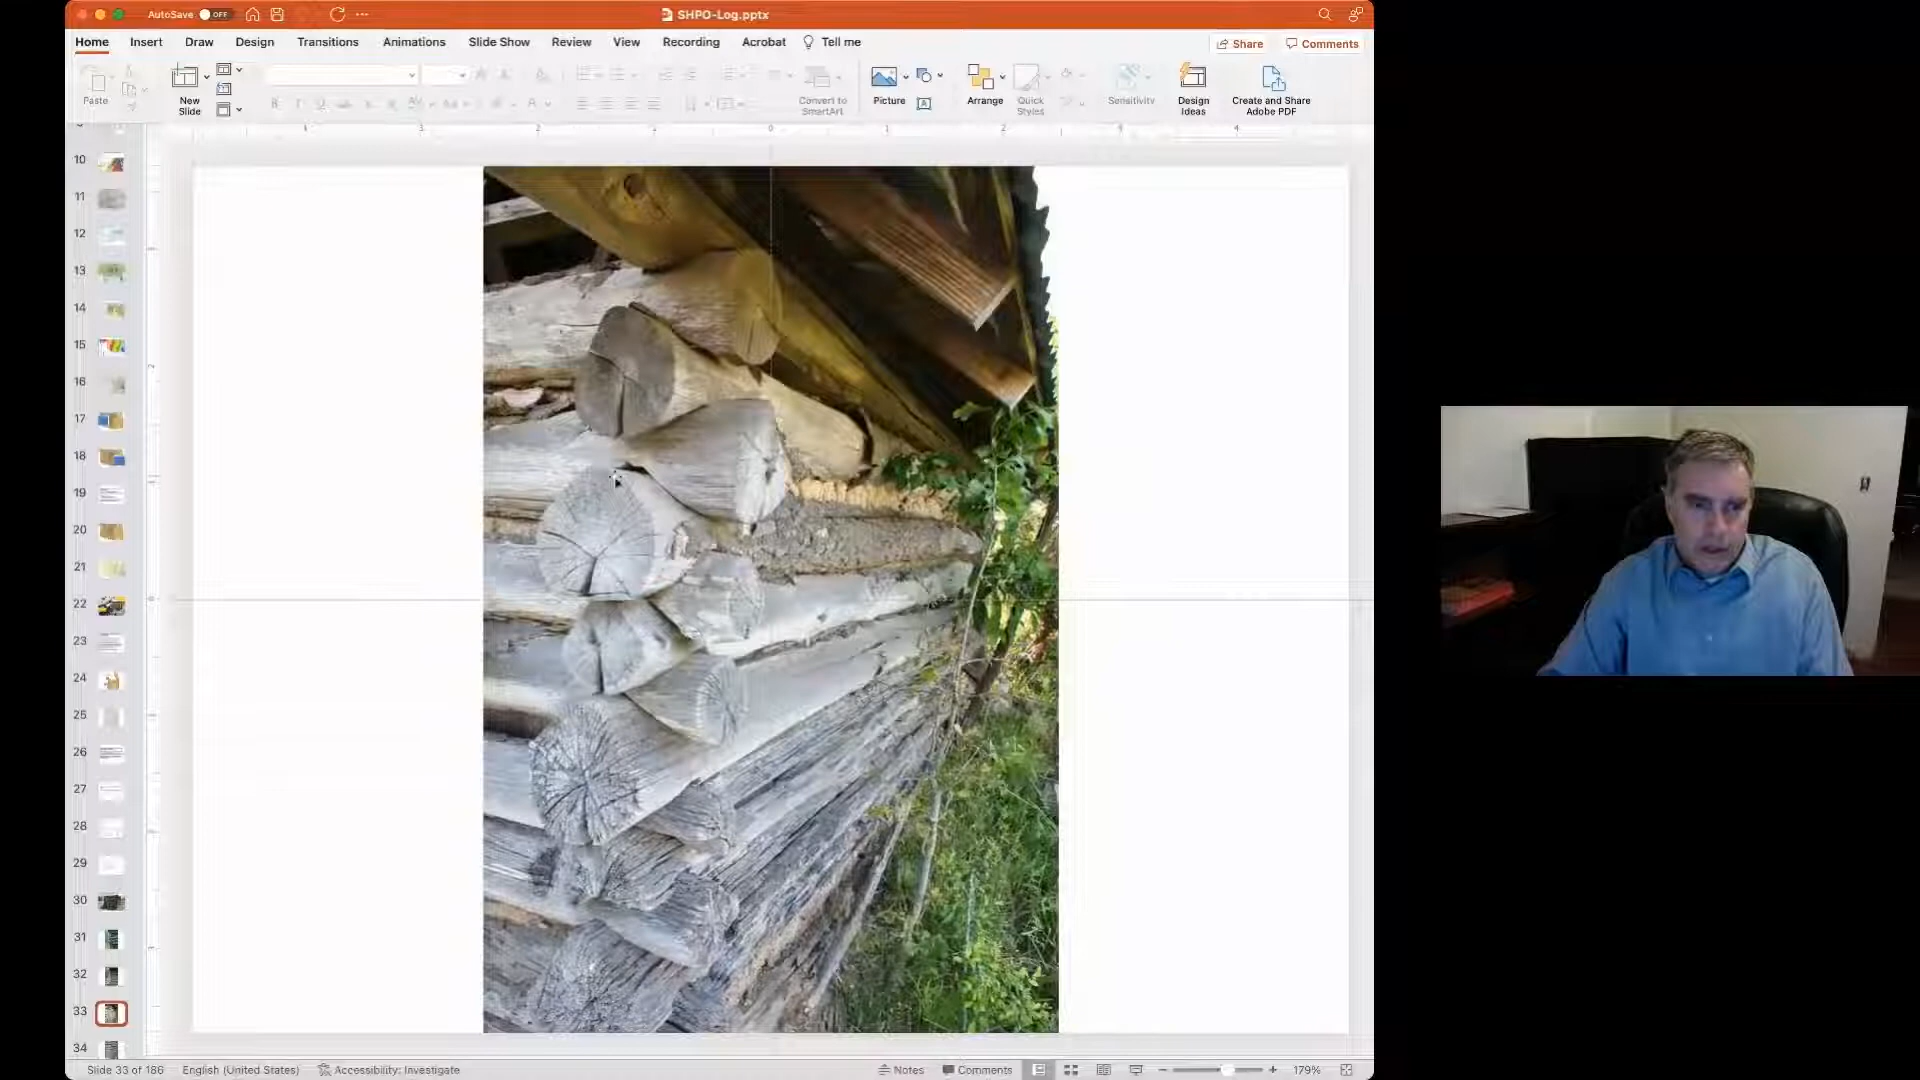 AutoSave OFF
SHPO-Log.pptx
Home Insert Draw Design Transitions Animations Slide Show Review View Recording Acrobat Tell me
Share Comments
Paste
New Slide
Convert to SmartArt
Picture
Arrange
Quick Styles
Sensitivity
Design Ideas
Create and Share Adobe PDF
10
11
12
13
14
15
16
17
18
19
20
21
22
23
24
25
26
27
28
29
30
31
32
33
34
Slide 33 of 186 English (United States) Accessibility: Investigate Notes Comments 179%